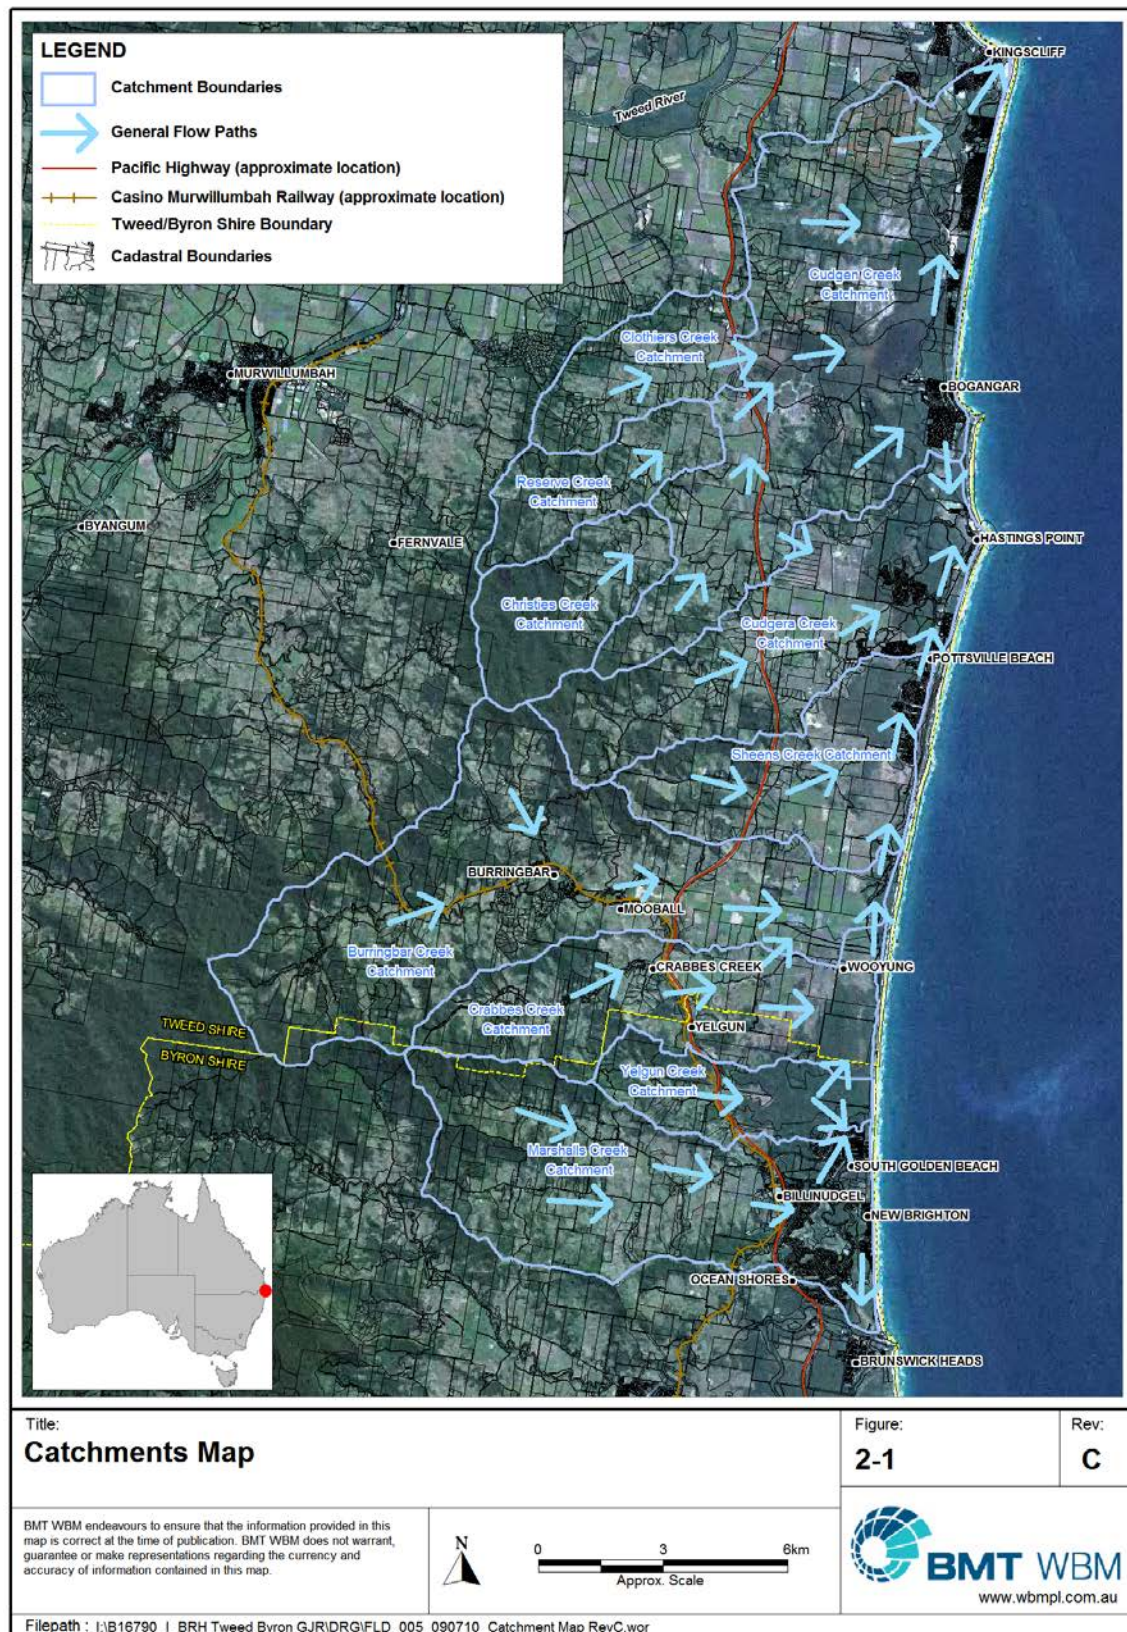 LEGEND
Catchment Boundaries
General Flow Paths
Pacific Highway (approximate location)
Casino Murwillumbah Railway (approximate location)
Tweed/Byron Shire Boundary
Cadastral Boundaries
KINGSCLIFF
Tweed River
Cudgen Creek
Catchment
Clothiers Creek
Catchment
MURWILLUMBAH
BOGANGAR
Reserve Creek
Catchment
BYANGUM
FERNVALE
HASTINGS POINT
Christies Creek
Catchment
Cudgera Creek
Catchment
POTTSVILLE BEACH
Sheens Creek Catchment
BURRINGBAR
MOOBALL
Burringbar Creek
Catchment
CRABBES CREEK
WOOYUNG
Crabbes Creek
Catchment
TWEED SHIRE
YELGUN
BYRON SHIRE
Yelgun Creek
Catchment
Marshalls Creek
Catchment
SOUTH GOLDEN BEACH
BILLINUDGEL
NEW BRIGHTON
OCEAN SHORES
BRUNSWICK HEADS
Title:
Catchments Map
Figure:
2-1
Rev:
C
BMT WBM endeavours to ensure that the information provided in this
map is correct at the time of publication. BMT WBM does not warrant,
guarantee or make representations regarding the currency and
accuracy of information contained in this map.
N
0 3 6km
Approx. Scale
BMT WBM
www.wbmpl.com.au
Filepath : I:\B16790_I_BRH Tweed Byron GJR\DRG\FLD_005_090710_Catchment Map RevC.wor